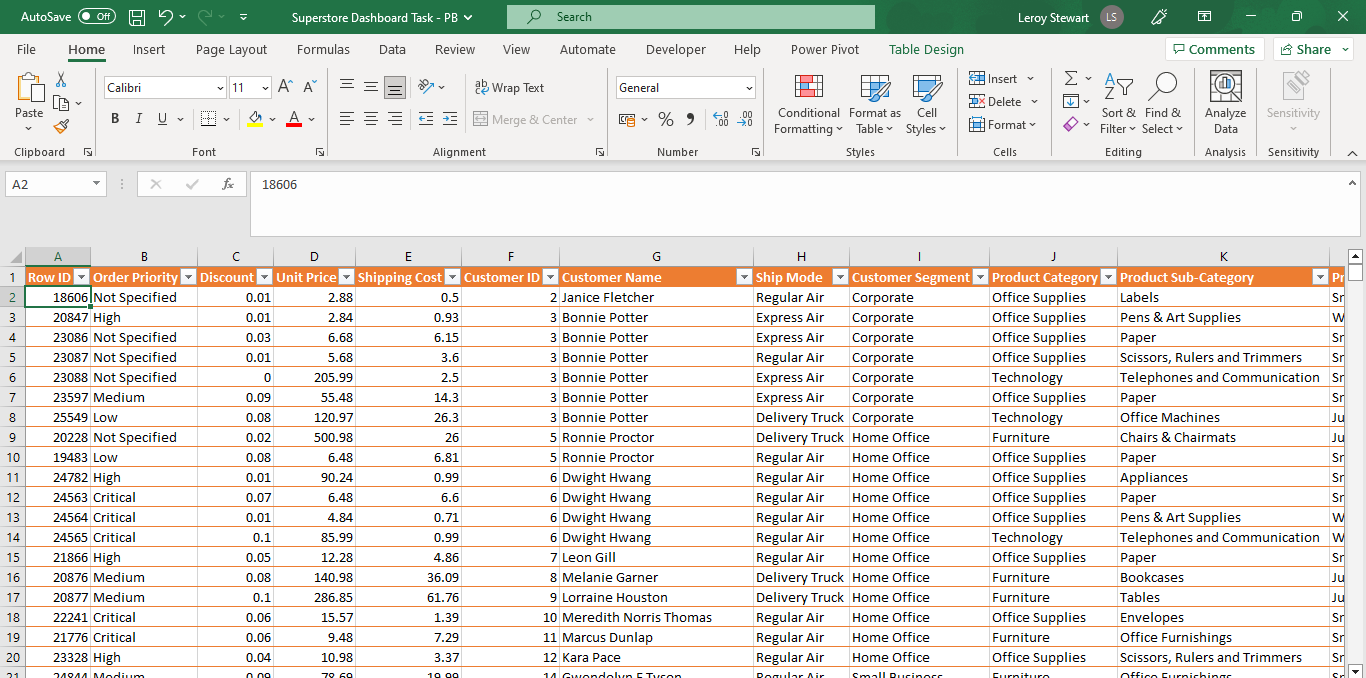 AutoSave Off Superstore Dashboard Task - PB Search Leroy Stewart LS
File Home Insert Page Layout Formulas Data Review View Automate Developer Help Power Pivot Table Design Comments Share
Paste Calibri 11 Wrap Text General Conditional Formatting Format as Table Cell Styles Insert Sort & Filter Find & Select Analyze Data Sensitivity
B I U A Merge & Center % Delete
Format
Clipboard Font Alignment Number Styles Cells Editing Analysis Sensitivity
A2 fx 18606
A B C D E F G H I J K
1 Row ID Order Priority Discount Unit Price Shipping Cost Customer ID Customer Name Ship Mode Customer Segment Product Category Product Sub-Category
2 18606 Not Specified 0.01 2.88 0.5 2 Janice Fletcher Regular Air Corporate Office Supplies Labels
3 20847 High 0.01 2.84 0.93 3 Bonnie Potter Express Air Corporate Office Supplies Pens & Art Supplies
4 23086 Not Specified 0.03 6.68 6.15 3 Bonnie Potter Express Air Corporate Office Supplies Paper
5 23087 Not Specified 0.01 5.68 3.6 3 Bonnie Potter Regular Air Corporate Office Supplies Scissors, Rulers and Trimmers
6 23088 Not Specified 0 205.99 2.5 3 Bonnie Potter Express Air Corporate Technology Telephones and Communication
7 23597 Medium 0.09 55.48 14.3 3 Bonnie Potter Express Air Corporate Office Supplies Paper
8 25549 Low 0.08 120.97 26.3 3 Bonnie Potter Delivery Truck Corporate Technology Office Machines
9 20228 Not Specified 0.02 500.98 26 5 Ronnie Proctor Delivery Truck Home Office Furniture Chairs & Chairmats
10 19483 Low 0.08 6.48 6.81 5 Ronnie Proctor Regular Air Home Office Office Supplies Paper
11 24782 High 0.01 90.24 0.99 6 Dwight Hwang Regular Air Home Office Office Supplies Appliances
12 24563 Critical 0.07 6.48 6.6 6 Dwight Hwang Regular Air Home Office Office Supplies Paper
13 24564 Critical 0.01 4.84 0.71 6 Dwight Hwang Regular Air Home Office Office Supplies Pens & Art Supplies
14 24565 Critical 0.1 85.99 0.99 6 Dwight Hwang Regular Air Home Office Technology Telephones and Communication
15 21866 High 0.05 12.28 4.86 7 Leon Gill Regular Air Home Office Office Supplies Paper
16 20876 Medium 0.08 140.98 36.09 8 Melanie Garner Delivery Truck Home Office Furniture Bookcases
17 20877 Medium 0.1 286.85 61.76 9 Lorraine Houston Delivery Truck Home Office Furniture Tables
18 22241 Critical 0.06 15.57 1.39 10 Meredith Norris Thomas Regular Air Home Office Office Supplies Envelopes
19 21776 Critical 0.06 9.48 7.29 11 Marcus Dunlap Regular Air Home Office Furniture Office Furnishings
20 23328 High 0.04 10.98 3.37 12 Kara Pace Regular Air Home Office Office Supplies Scissors, Rulers and Trimmers
21 24844 Medium 0.09 78.69 19.99 14 Gwendolyn F Tyson Regular Air Small Business Furniture Office Furnishings